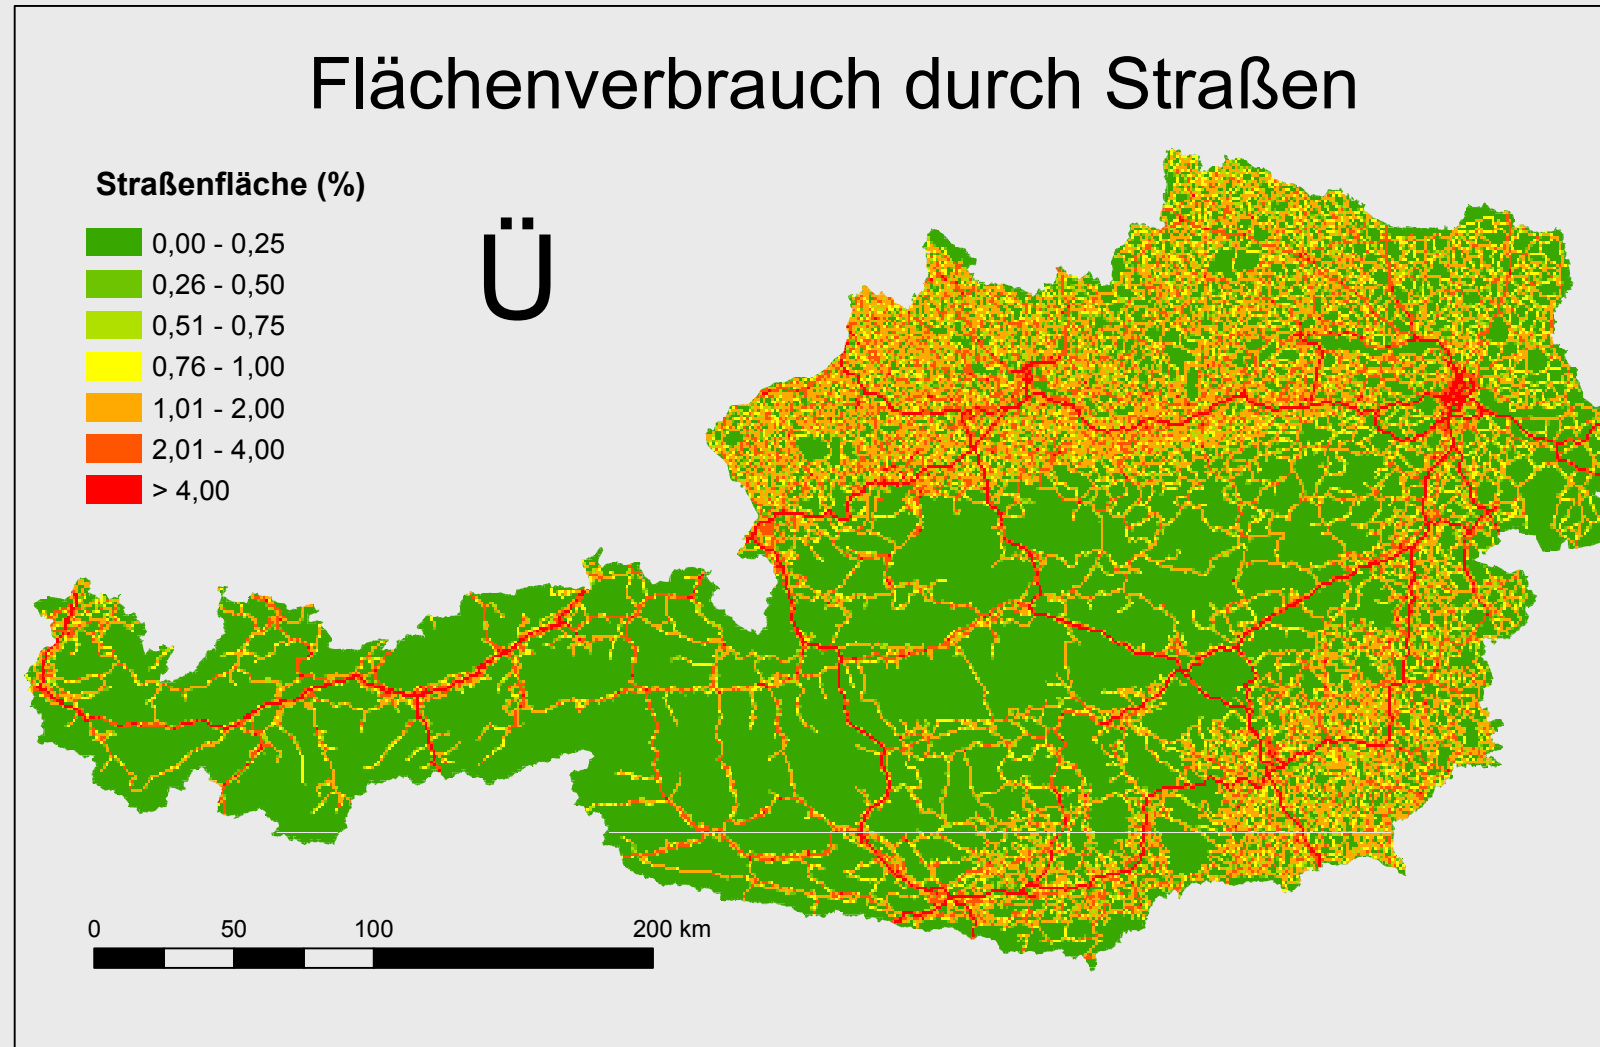 Flächenverbrauch durch Straßen
Straßenfläche (%)
0,00 - 0,25
0,26 - 0,50
0,51 - 0,75
0,76 - 1,00
1,01 - 2,00
2,01 - 4,00
> 4,00
Ü
0 50 100 200 km